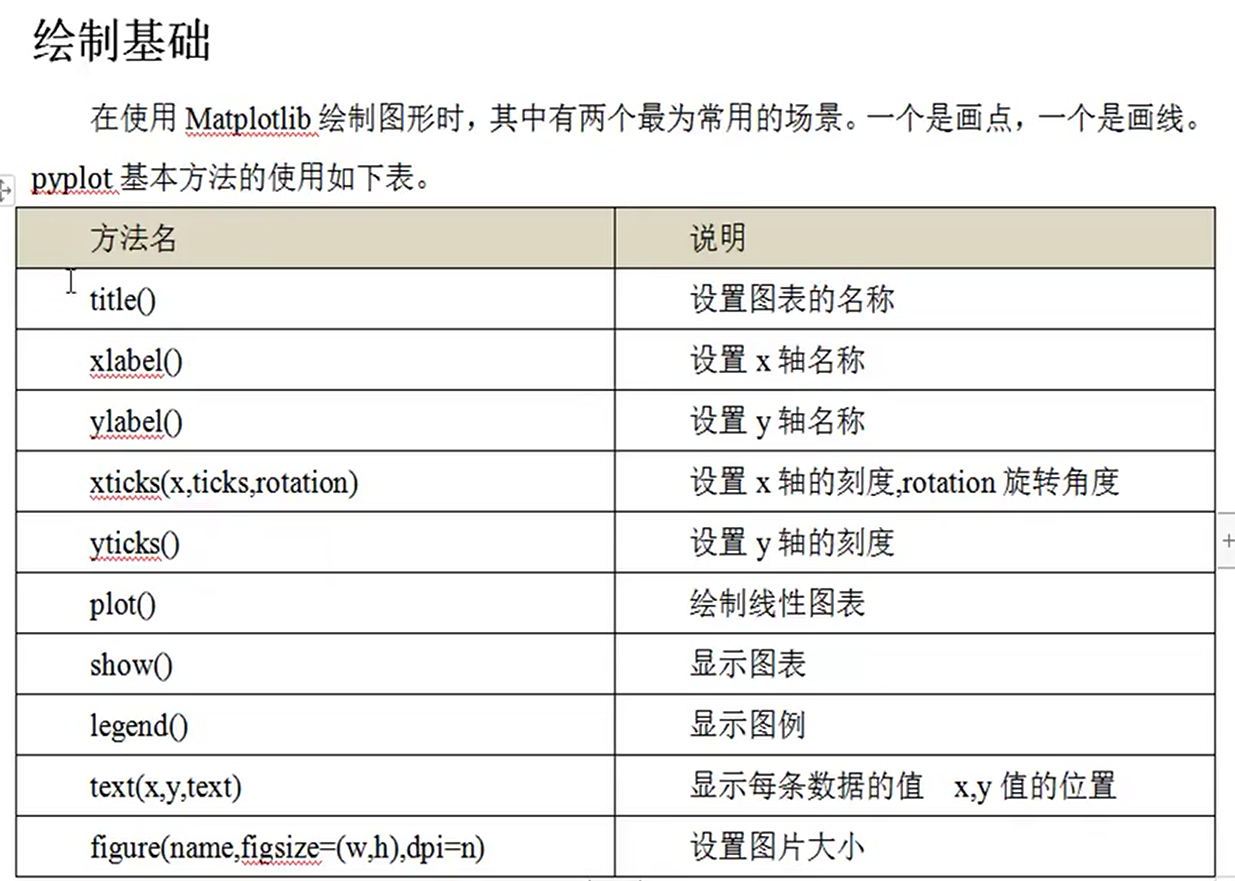 绘制基础
在使用 Matplotlib 绘制图形时，其中有两个最为常用的场景。一个是画点，一个是画线。
pyplot 基本方法的使用如下表。
方法名 说明
title() 设置图表的名称
xlabel() 设置 x 轴名称
ylabel() 设置 y 轴名称
xticks(x,ticks,rotation) 设置 x 轴的刻度,rotation 旋转角度
yticks() 设置 y 轴的刻度
plot() 绘制线性图表
show() 显示图表
legend() 显示图例
text(x,y,text) 显示每条数据的值 x,y 值的位置
figure(name,figsize=(w,h),dpi=n) 设置图片大小